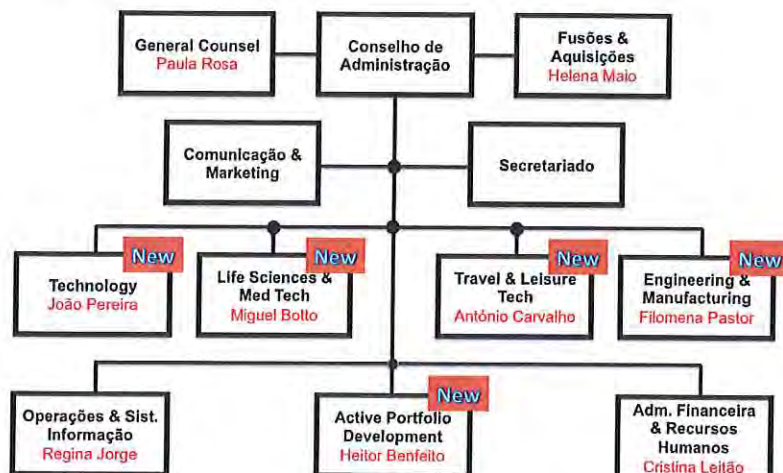 General Counsel
Paula Rosa
Conselho de
Administração
Fusões &
Aquisições
Helena Maio
Comunicação &
Marketing
Secretariado
New
Technology
João Pereira
New
Life Sciences &
Med Tech
Miguel Botto
New
Travel & Leisure
Tech
António Carvalho
New
Engineering &
Manufacturing
Filomena Pastor
Operações & Sist.
Informação
Regina Jorge
New
Active Portfolio
Development
Heitor Benfeito
Adm. Financeira
& Recursos
Humanos
Cristina Leitão